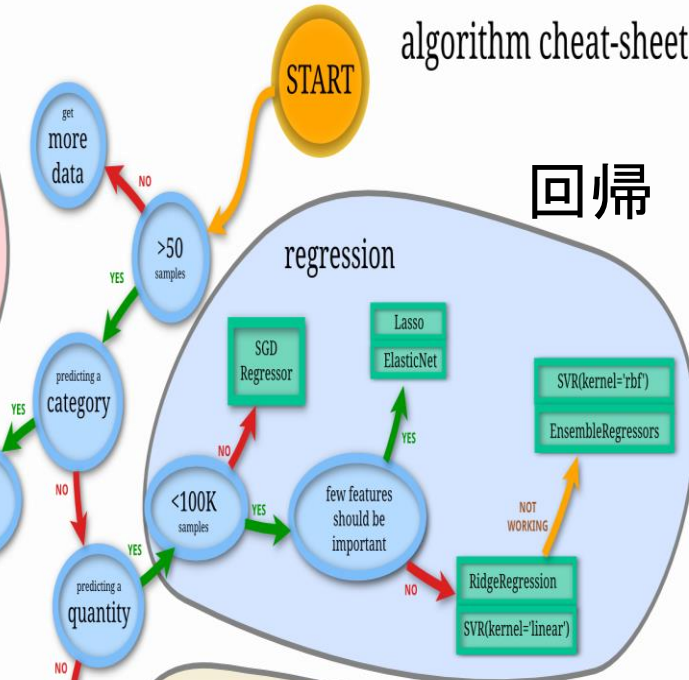 algorithm cheat-sheet
START
get
more
data
NO
>50
samples
回帰
regression
YES
predicting a
category
YES
NO
SGD
Regressor
Lasso
ElasticNet
SVR(kernel='rbf')
EnsembleRegressors
NO
YES
<100K
samples
YES
few features
should be
important
NOT
WORKING
YES
predicting a
quantity
NO
NO
RidgeRegression
SVR(kernel='linear')